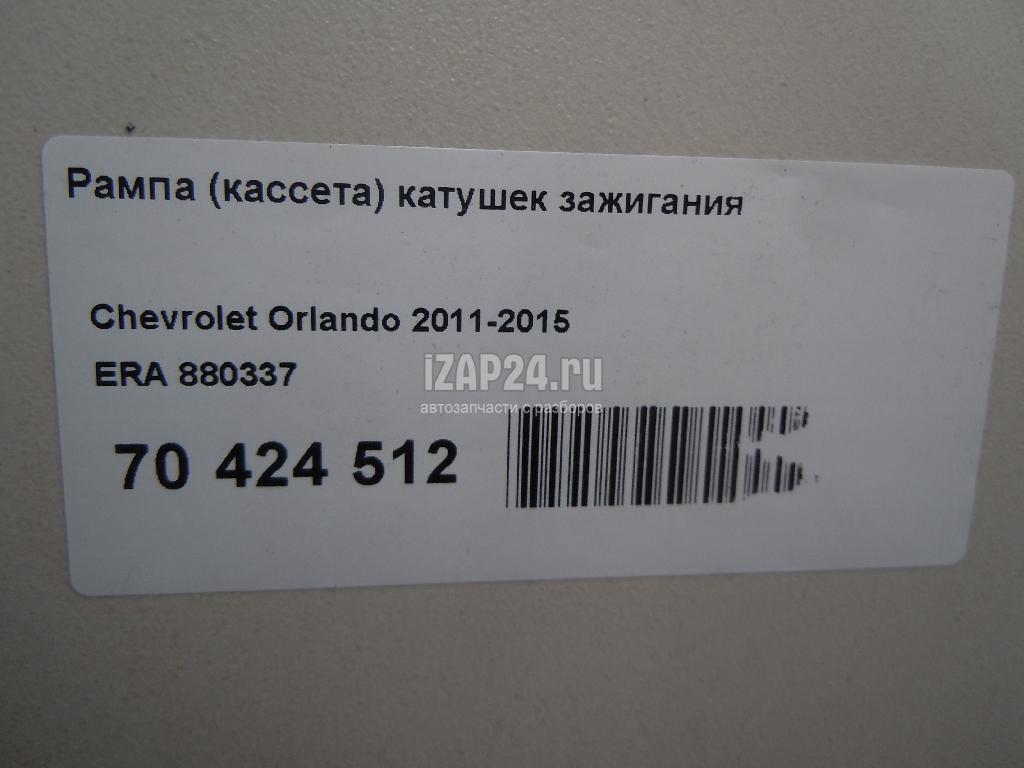 Рампа (кассета) катушек зажигания
Chevrolet Orlando 2011-2015
ERA 880337
iZAP24.ru
автозапчасти с разборов
70 424 512